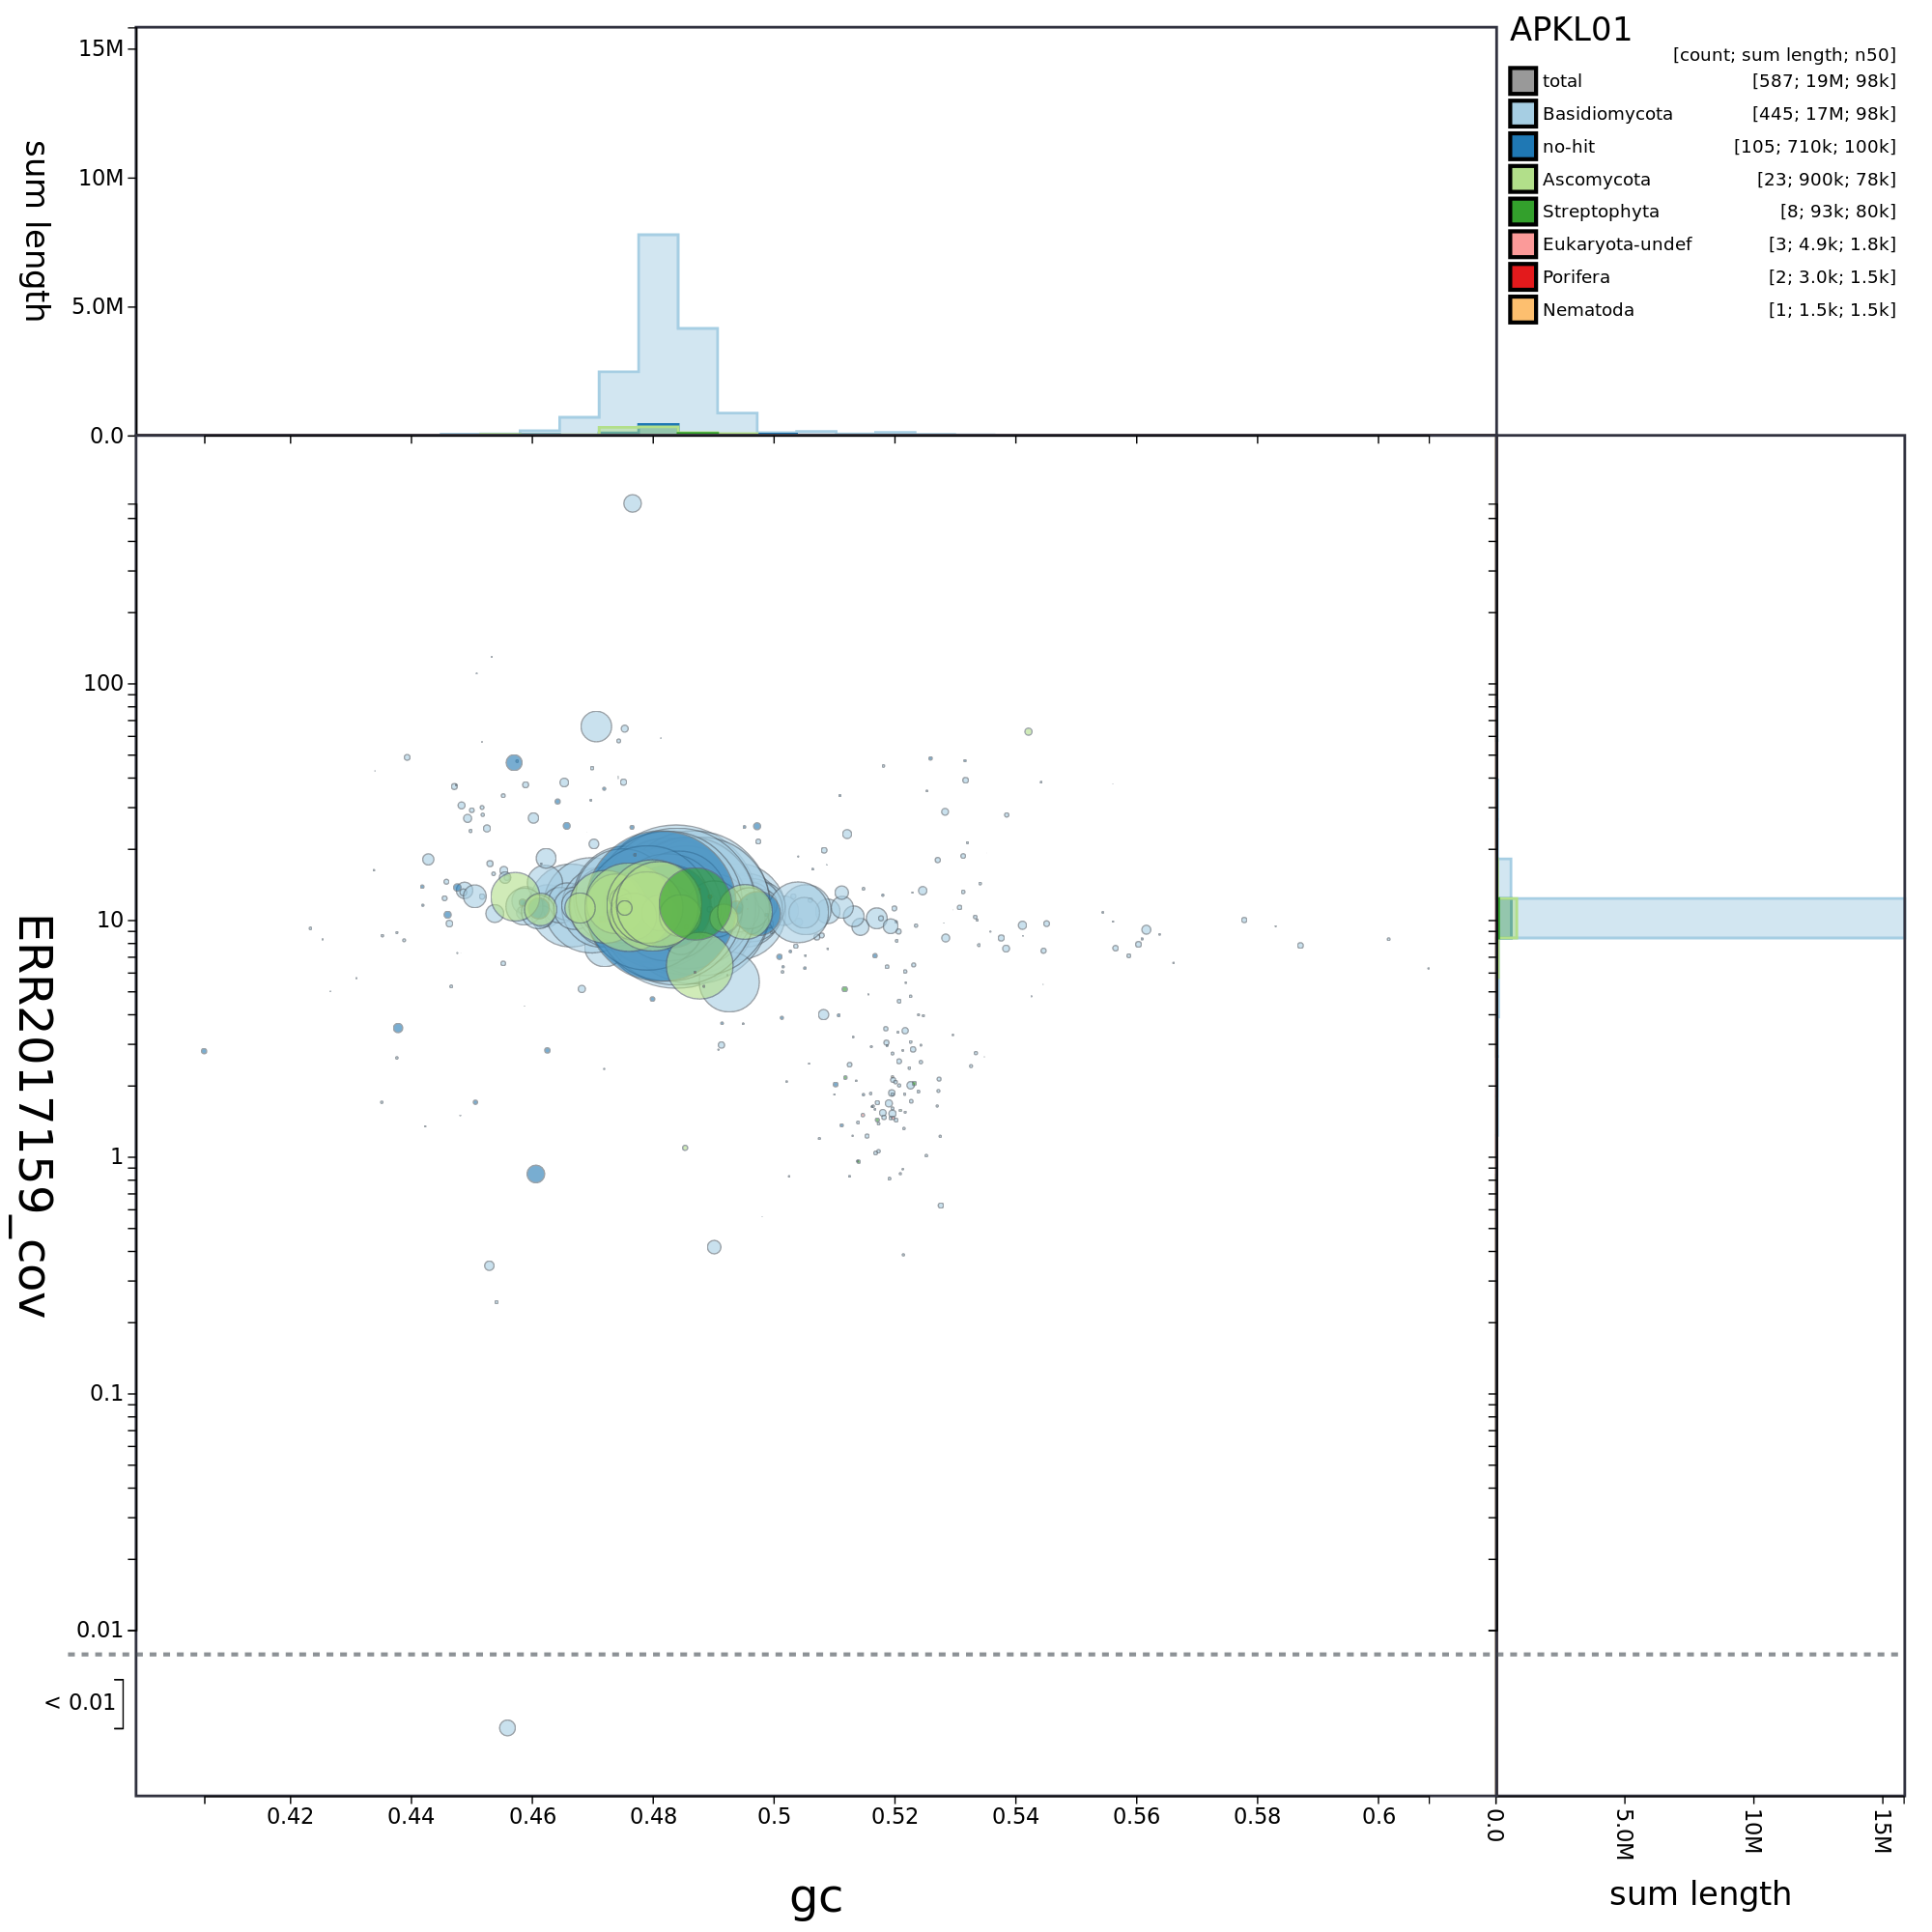 APKL01
[count; sum length; n50]
total [587; 19M; 98k]
Basidiomycota [445; 17M; 98k]
no-hit [105; 710k; 100k]
Ascomycota [23; 900k; 78k]
Streptophyta [8; 93k; 80k]
Eukaryota-undef [3; 4.9k; 1.8k]
Porifera [2; 3.0k; 1.5k]
Nematoda [1; 1.5k; 1.5k]
sum length
15M
10M
5.0M
0.0
ERR2017159_cov
100
10
1
0.1
0.01
< 0.01
0.42 0.44 0.46 0.48 0.5 0.52 0.54 0.56 0.58 0.6
gc
0.0 5.0M 10M 15M
sum length